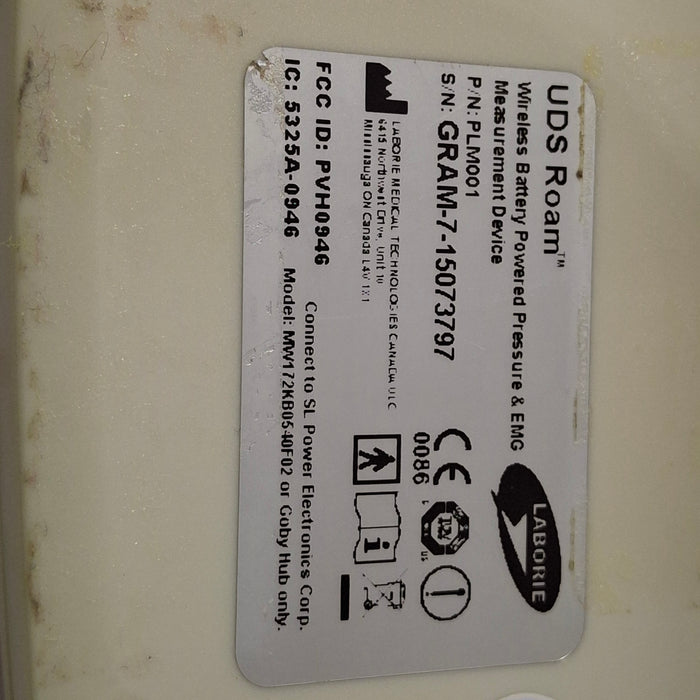 UDS Roam™
Wireless Battery Powered Pressure & EMG
Measurement Device
P/N: PLM001
S/N: GRAM-7-15073797
LABORIE MEDICAL TECHNOLOGIES CANADA ULC
6415 Northwest Drive, Unit 10
Mississauga ON Canada L4V 1X1
FCC ID: PVH0946
IC: 5325A-0946
Connect to SL Power Electronics Corp.
Model: MW172KB0540F02 or Goby Hub only.
LABORIE
CE
0086
TUV
US